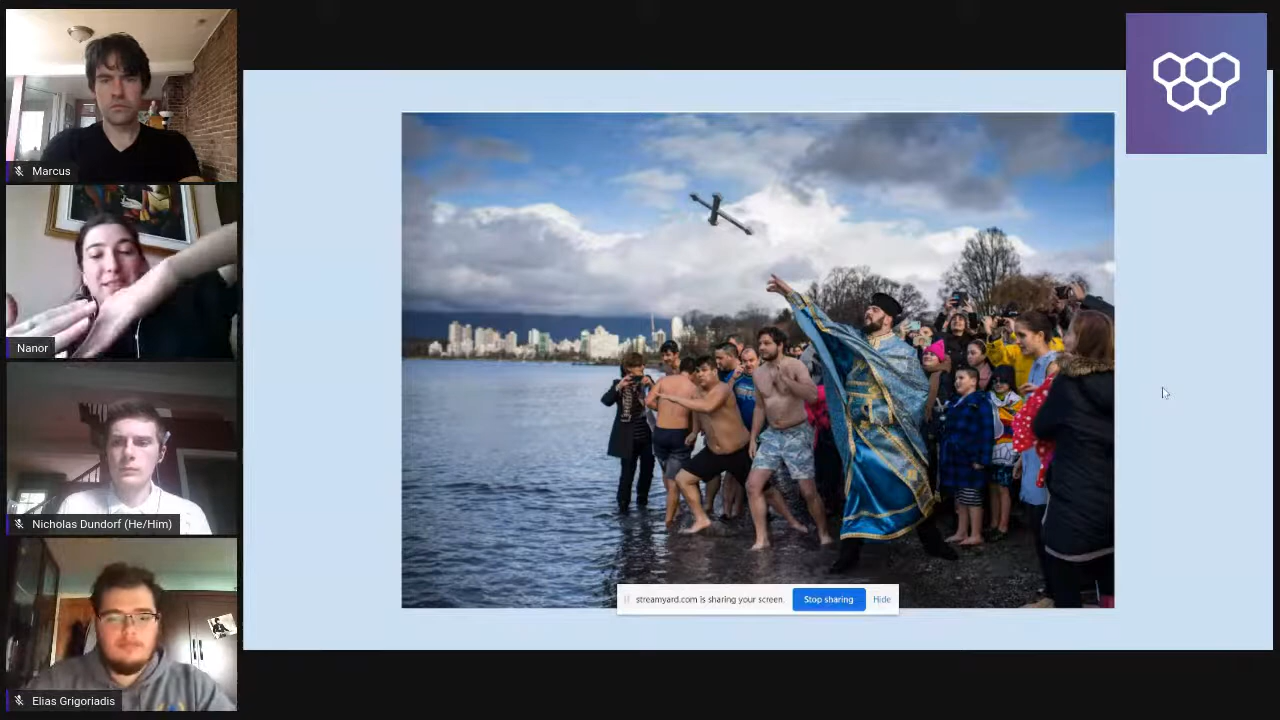 Marcus
Nanor
Nicholas Dundorf (He/Him)
Elias Grigoriadis
streamyard.com is sharing your screen.
Stop sharing
Hide